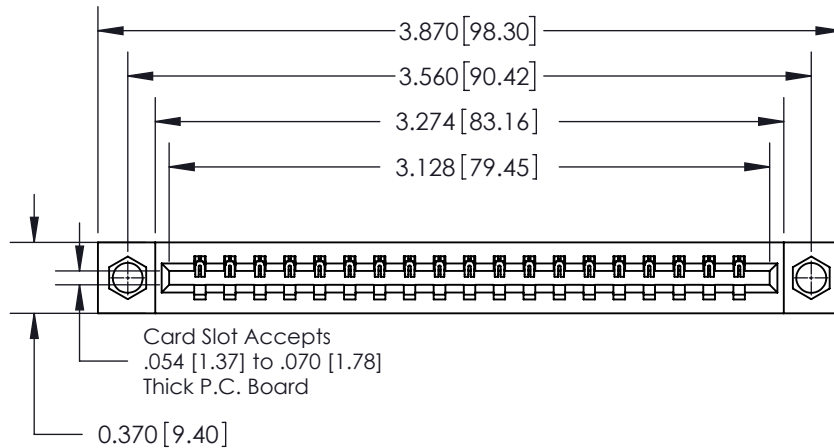 3.870[98.30]
3.560[90.42]
3.274[83.16]
3.128[79.45]
Card Slot Accepts
.054 [1.37] to .070 [1.78]
Thick P.C. Board
0.370[9.40]